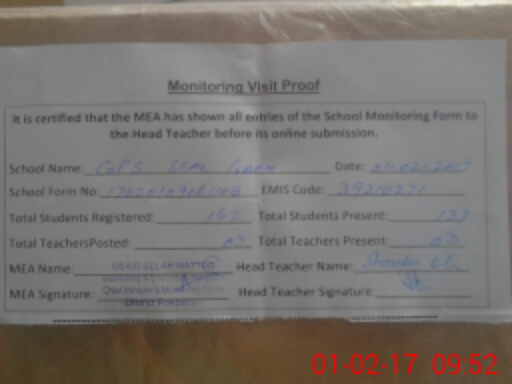 Monitoring Visit Proof
It is certified that the MEA has shown all entries of the School Monitoring Form to
the Head Teacher before its online submission.
School Name: GPS Date: 01-02-2017
School Form No: EMIS Code: 39210271
Total Students Registered: 162 Total Students Present: 137
Total TeachersPosted: 03 Total Teachers Present: 03
MEA Name: Head Teacher Name:
MEA Signature: Head Teacher Signature:
01-02-17 09:52